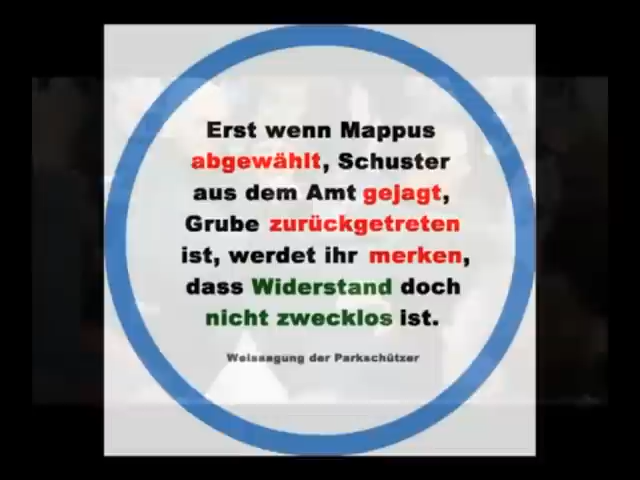 Erst wenn Mappus
abgewählt, Schuster
aus dem Amt gejagt,
Grube zurückgetreten
ist, werdet ihr merken,
dass Widerstand doch
nicht zwecklos ist.
Weissagung der Parkschützer